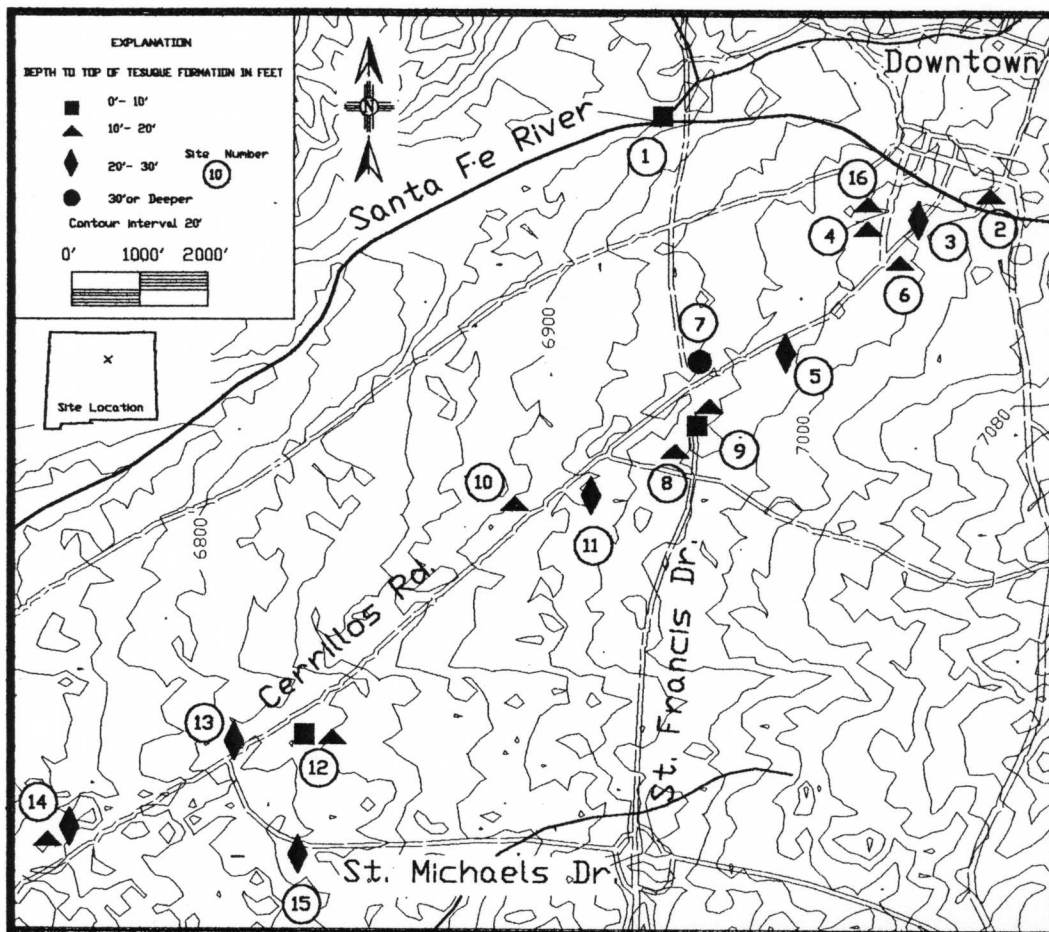 EXPLANATION
DEPTH TO TOP OF TESUQUE FORMATION IN FEET
0'- 10'
10'- 20'
20'- 30'
Site Number
10
30'or Deeper
Contour Interval 20'
0' 1000' 2000'
N
Site Location
Downtown
Santa Fe River
1
16
2
4
3
6
7
5
6900
7000
7080
9
8
10
11
6800
Cerrillos Rd.
St. Francis Dr.
13
12
14
15
St. Michaels Dr.